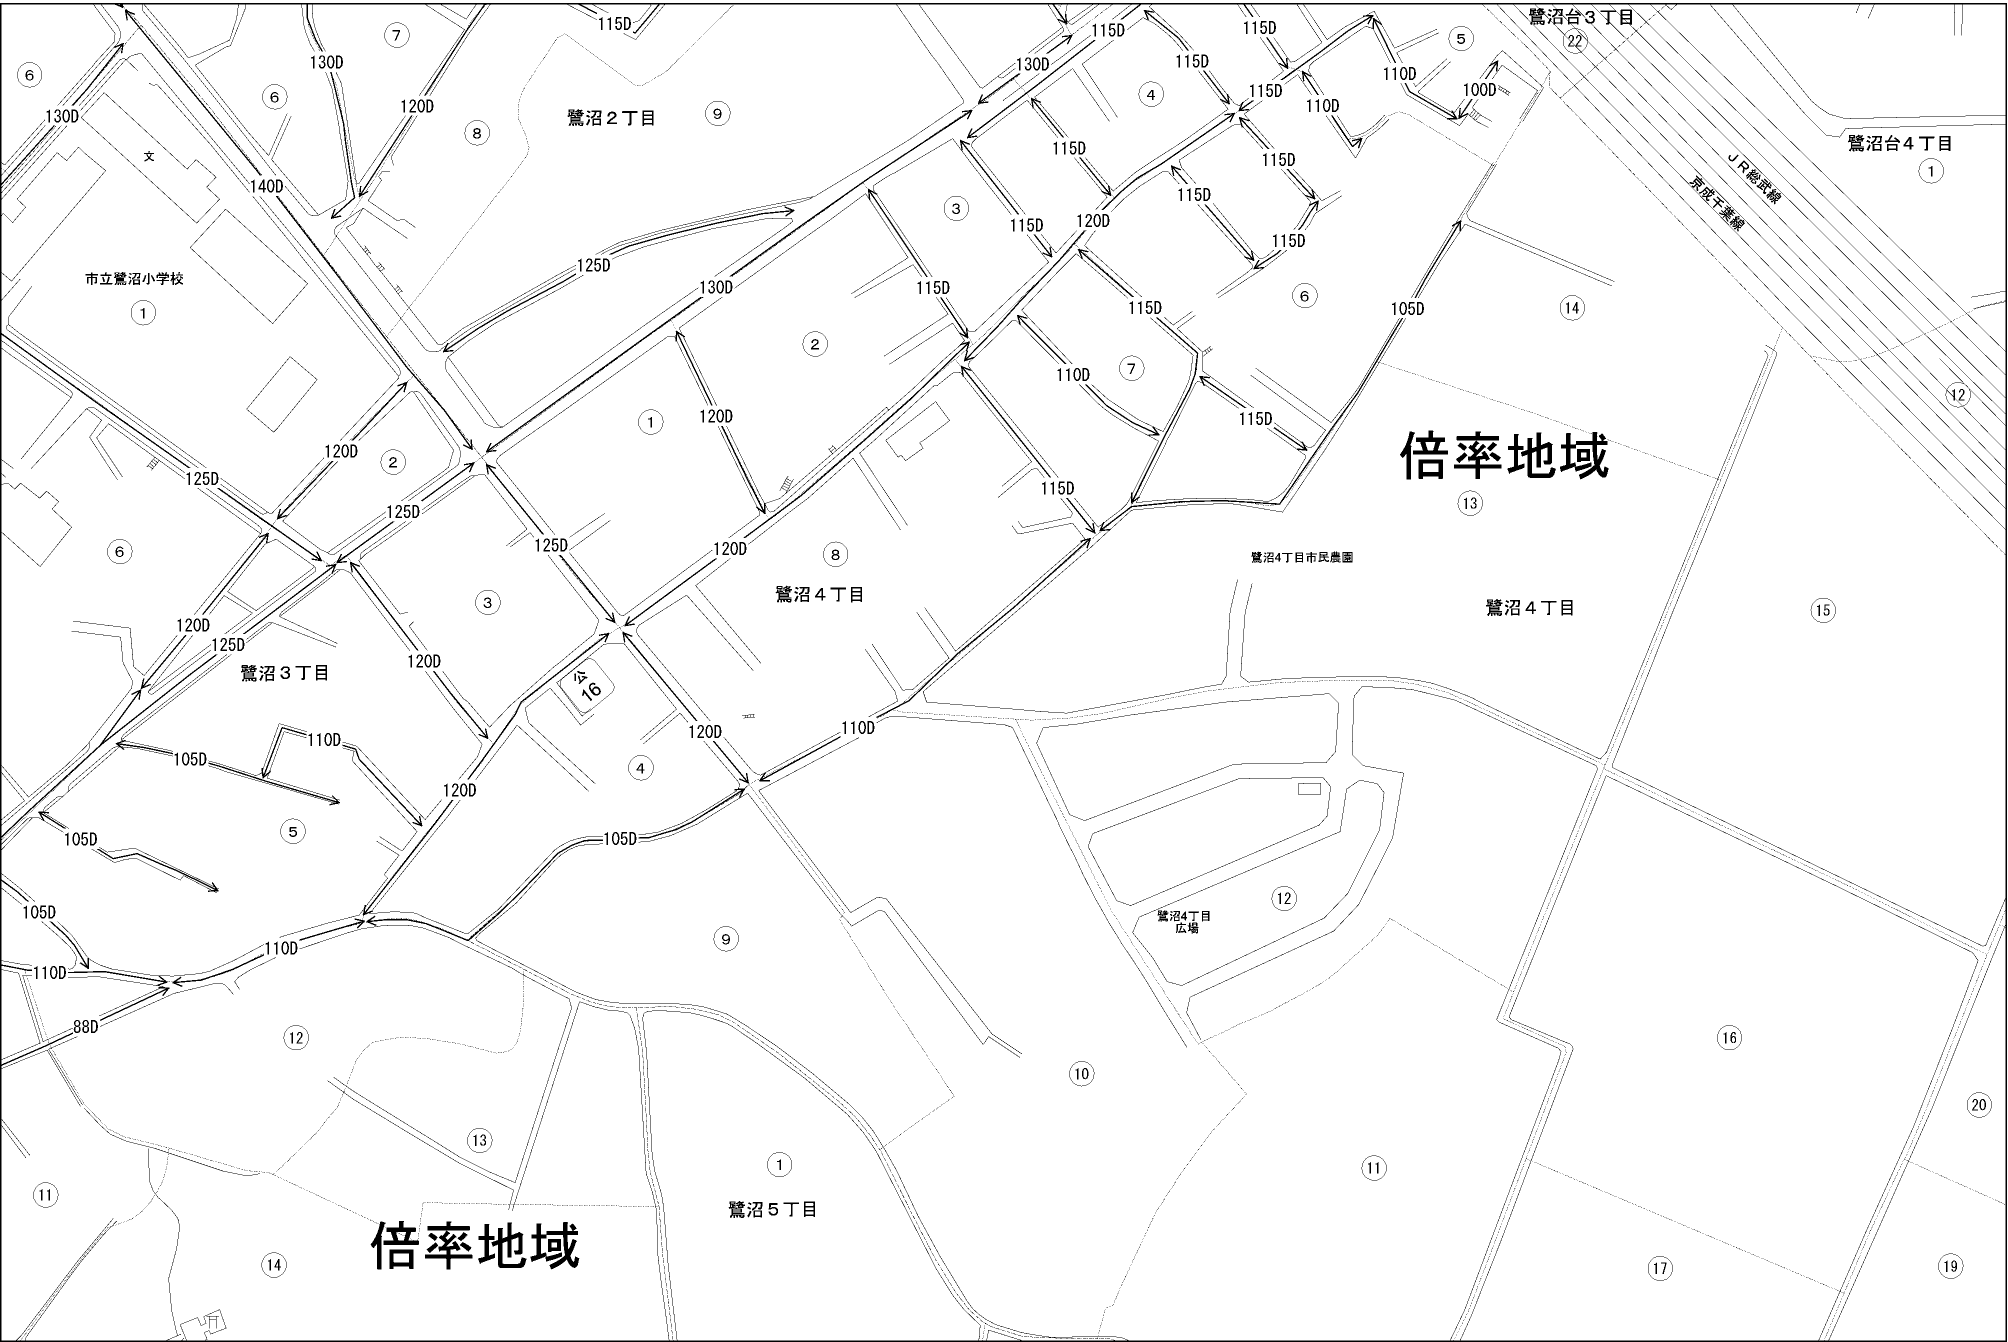 鷺沼台3丁目
115D
7
5
22
115D
115D
6
130D
130D
115D
110D
6
4
100D
120D
115D
110D
130D
8
鷺沼2丁目
9
鷺沼台4丁目
文
115D
115D
JR総武線
1
140D
115D
京成千葉線
3
115D
120D
115D
125D
市立鷺沼小学校
1
130D
115D
6
115D
105D
14
2
110D
7
12
120D
1
115D
120D
2
倍率地域
125D
115D
13
125D
6
125D
120D
8
鷺沼4丁目市民農園
3
鷺沼4丁目
鷺沼4丁目
15
120D
125D
120D
鷺沼3丁目
公
16
120D
110D
110D
105D
4
120D
5
105D
105D
12
105D
鷺沼4丁目
広場
9
110D
110D
88D
12
16
10
20
13
1
11
11
鷺沼5丁目
倍率地域
14
17
19